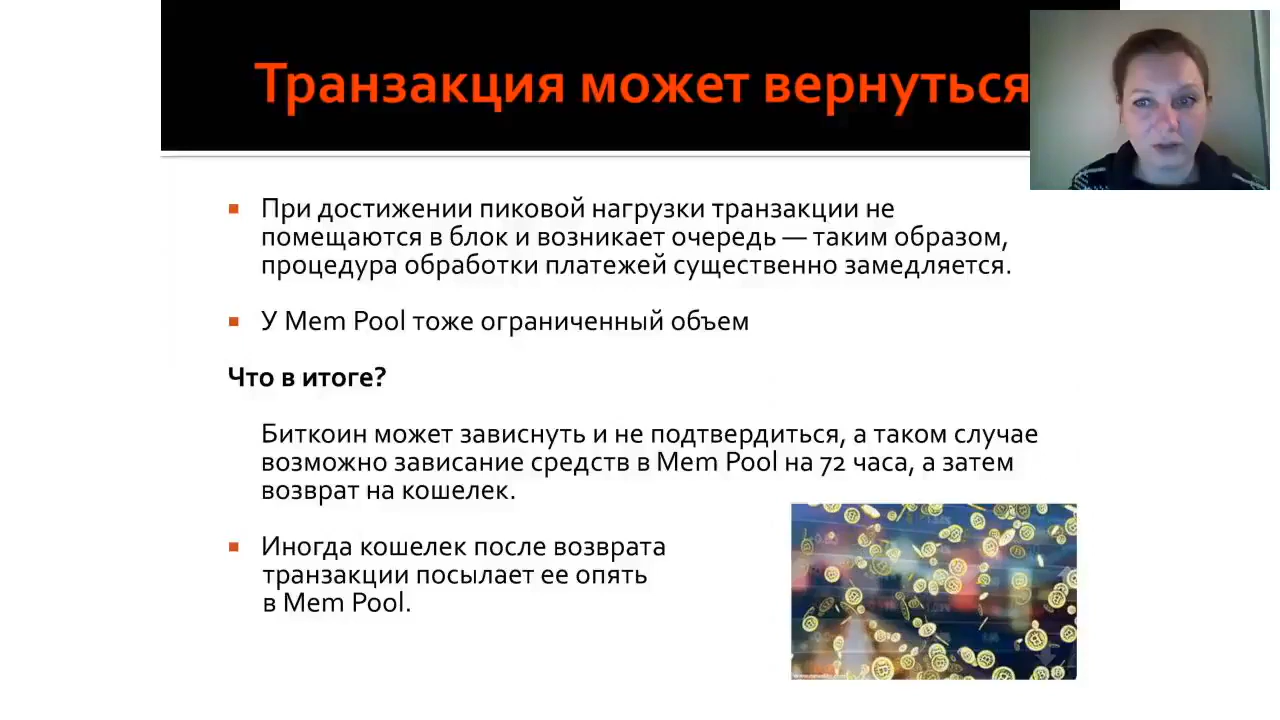 Транзакция может вернуться
При достижении пиковой нагрузки транзакции не
помещаются в блок и возникает очередь — таким образом,
процедура обработки платежей существенно замедляется.
У Mem Pool тоже ограниченный объем
Что в итоге?
Биткоин может зависнуть и не подтвердиться, а таком случае
возможно зависание средств в Mem Pool на 72 часа, а затем
возврат на кошелек.
Иногда кошелек после возврата
транзакции посылает ее опять
в Mem Pool.